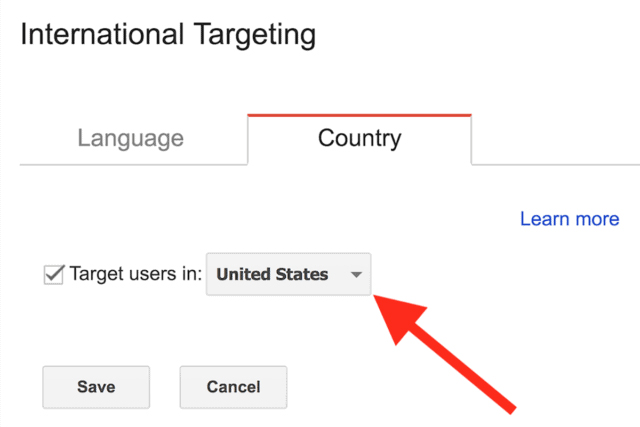 International Targeting
Language Country
Learn more
Target users in: United States
Save Cancel